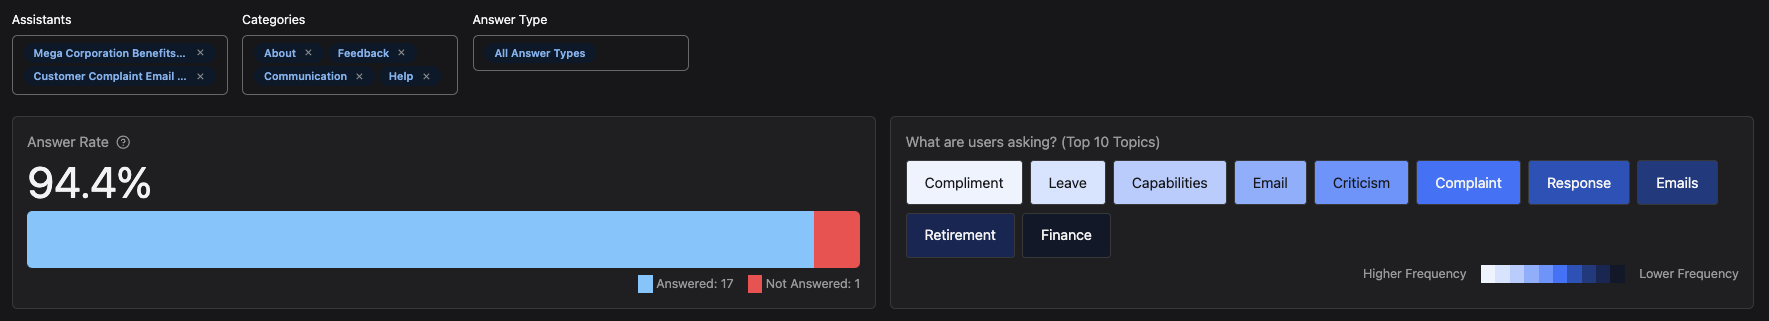 Assistants
Categories
Answer Type
Mega Corporation Benefits... ×
Customer Complaint Email ... ×
About × Feedback ×
Communication × Help ×
All Answer Types
Answer Rate ?
94.4%
Answered: 17 Not Answered: 1
What are users asking? (Top 10 Topics)
Compliment Leave Capabilities Email Criticism Complaint Response Emails
Retirement Finance
Higher Frequency Lower Frequency